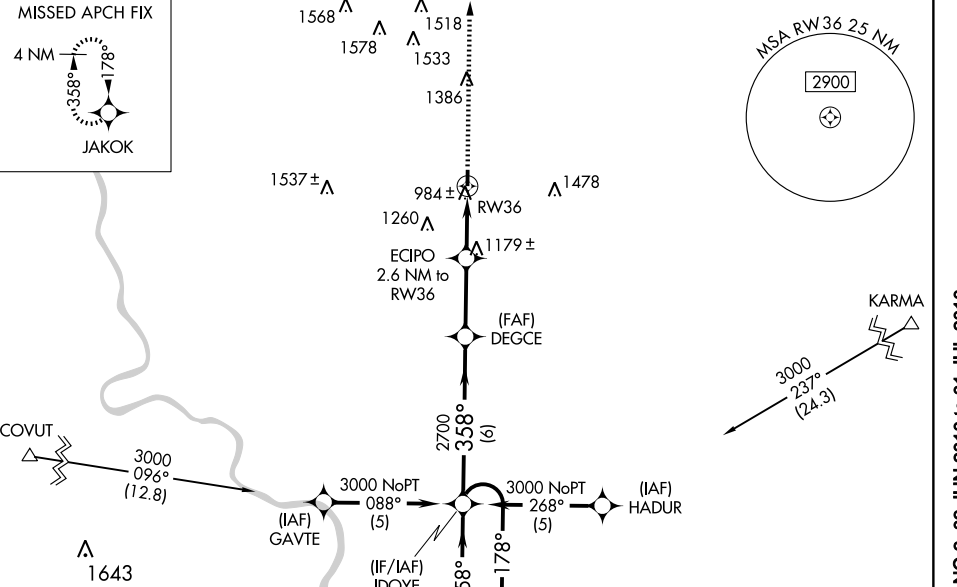 MISSED APCH FIX
4 NM
358°
178°
JAKOK
1568
1518
1578
1533
1386
MSA RW36 25 NM
2900
1537 ±
984 ±
RW36
1478
1260
1179 ±
ECIPO
2.6 NM to
RW36
(FAF)
DEGCE
KARMA
3000
237°
(24.3)
2700
358°
(6)
COVUT
3000
096°
(12.8)
3000 NoPT
088°
(5)
(IAF)
GAVTE
3000 NoPT
268°
(5)
(IAF)
HADUR
(IF/IAF)
178°
1643